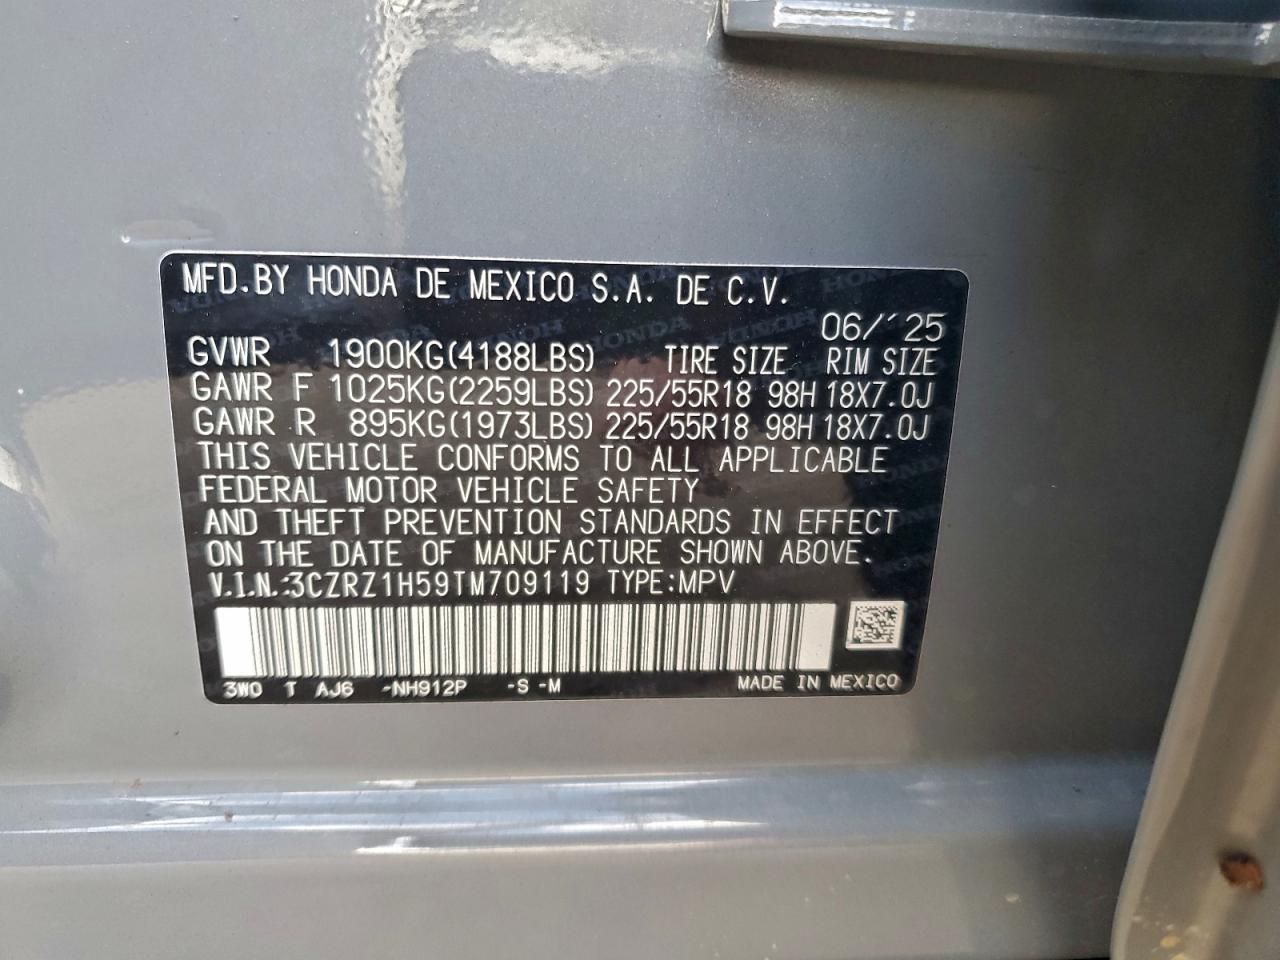 MFD.BY HONDA DE MEXICO S.A. DE C.V.
06/´25
GVWR 1900KG(4188LBS) TIRE SIZE RIM SIZE
GAWR F 1025KG(2259LBS) 225/55R18 98H 18X7.0J
GAWR R 895KG(1973LBS) 225/55R18 98H 18X7.0J
THIS VEHICLE CONFORMS TO ALL APPLICABLE
FEDERAL MOTOR VEHICLE SAFETY
AND THEFT PREVENTION STANDARDS IN EFFECT
ON THE DATE OF MANUFACTURE SHOWN ABOVE.
V.I.N.:3CZRZ1H59TM709119 TYPE:MPV
3W0 T AJ6 -NH912P -S -M MADE IN MEXICO